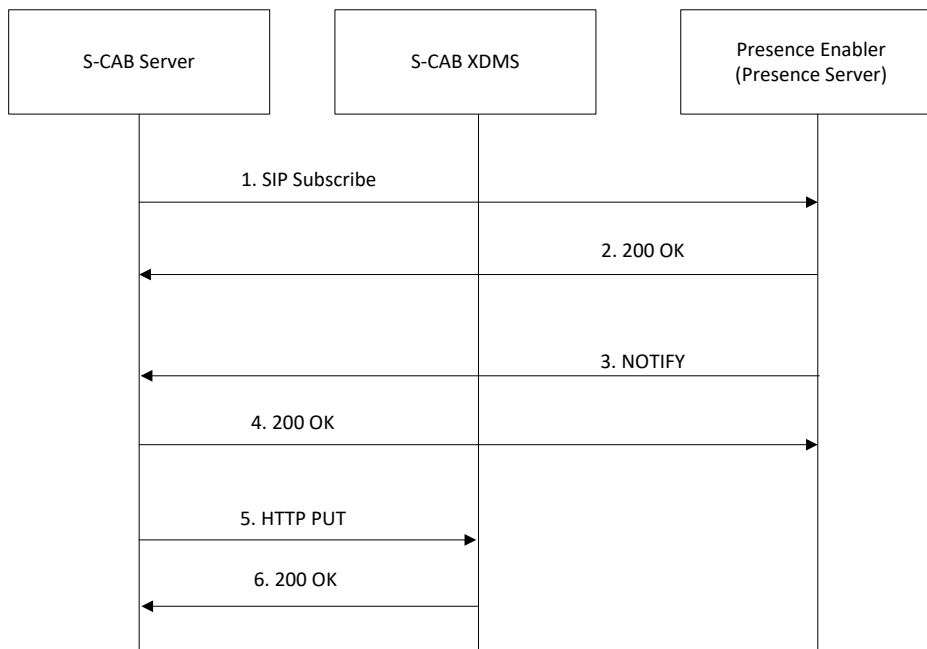 S-CAB Server
S-CAB XDMS
Presence Enabler
(Presence Server)
1. SIP Subscribe
2. 200 OK
3. NOTIFY
4. 200 OK
5. HTTP PUT
6. 200 OK